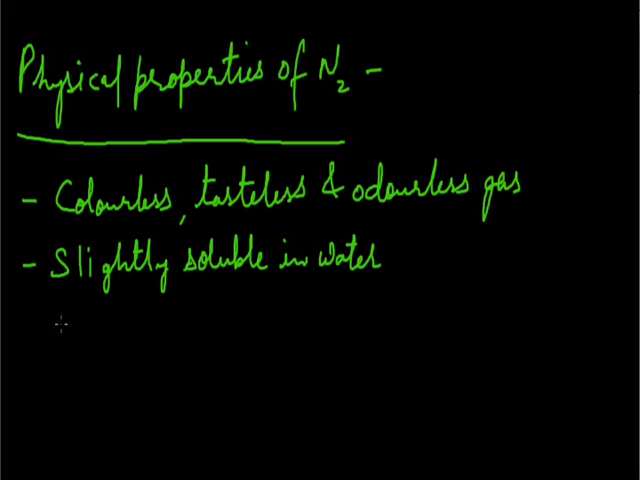 Physical properties of N₂ -
- Colourless, tasteless & odourless gas
- Slightly soluble in water